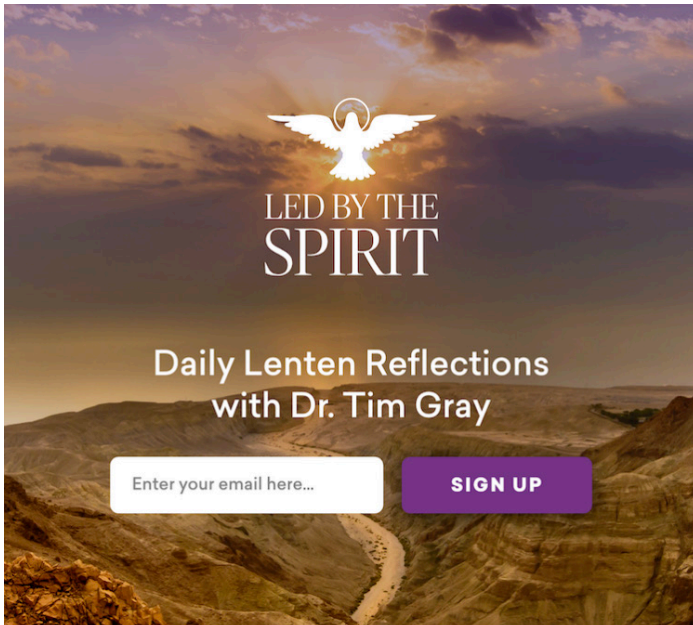 LED BY THE
SPIRIT
Daily Lenten Reflections
with Dr. Tim Gray
Enter your email here...
SIGN UP